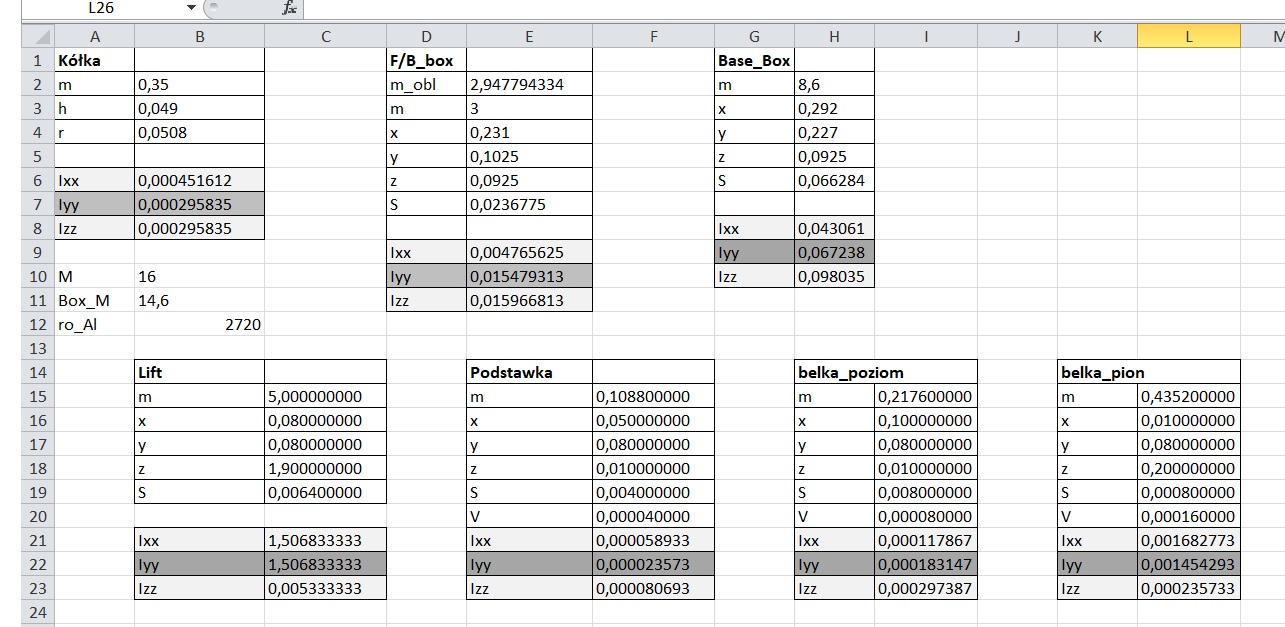 L26 fx
A B C D E F G H I J K L M
1 Kółka F/B_box Base_Box
2 m 0,35 m_obl 2,947794334 m 8,6
3 h 0,049 m 3 x 0,292
4 r 0,0508 x 0,231 y 0,227
5 y 0,1025 z 0,0925
6 Ixx 0,000451612 z 0,0925 S 0,066284
7 Iyy 0,000295835 S 0,0236775
8 Izz 0,000295835 Ixx 0,043061
9 Ixx 0,004765625 Iyy 0,067238
10 M 16 Iyy 0,015479313 Izz 0,098035
11 Box_M 14,6 Izz 0,015966813
12 ro_Al 2720
13
14 Lift Podstawka belka_poziom belka_pion
15 m 5,000000000 m 0,108800000 m 0,217600000 m 0,435200000
16 x 0,080000000 x 0,050000000 x 0,100000000 x 0,010000000
17 y 0,080000000 y 0,080000000 y 0,080000000 y 0,080000000
18 z 1,900000000 z 0,010000000 z 0,010000000 z 0,200000000
19 S 0,006400000 S 0,004000000 S 0,008000000 S 0,000800000
20 V 0,000040000 V 0,000080000 V 0,000160000
21 Ixx 1,506833333 Ixx 0,000058933 Ixx 0,000117867 Ixx 0,001682773
22 Iyy 1,506833333 Iyy 0,000023573 Iyy 0,000183147 Iyy 0,001454293
23 Izz 0,005333333 Izz 0,000080693 Izz 0,000297387 Izz 0,000235733
24